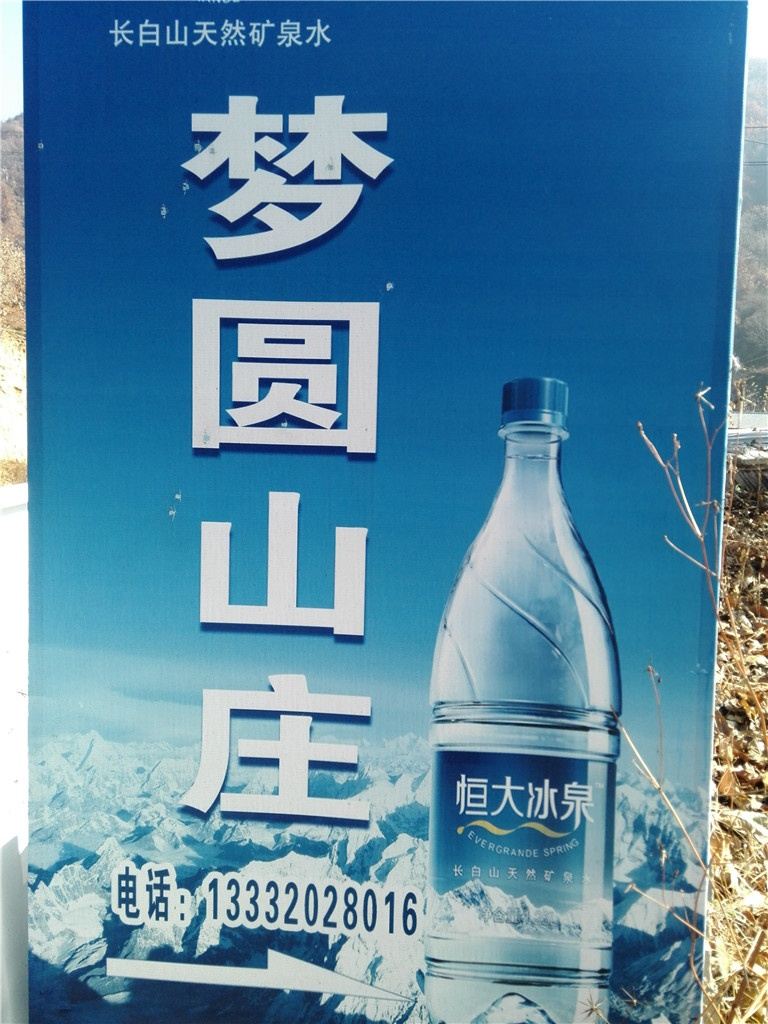 长白山天然矿泉水
梦圆山庄
电话：13332028016
恒大冰泉
EVERGRANDE SPRING
长白山天然矿泉水